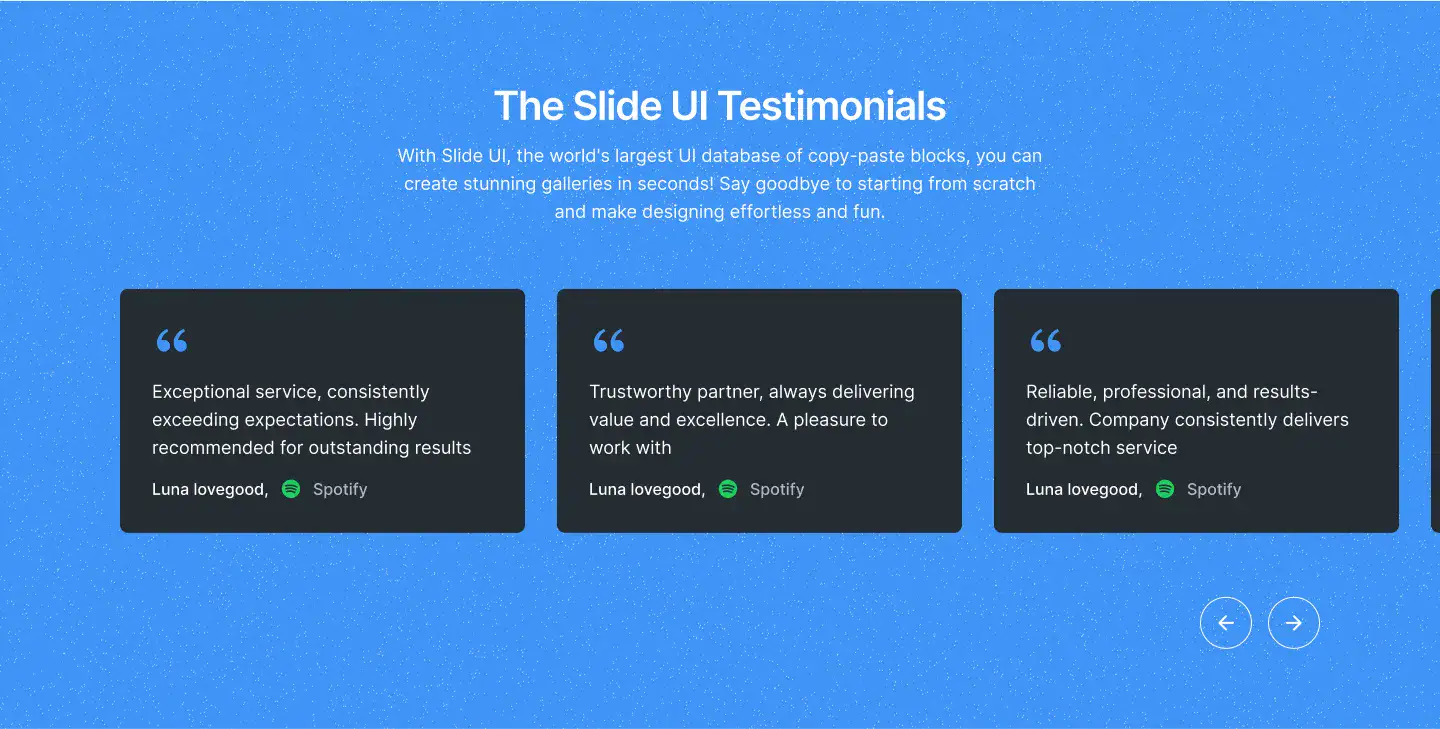 The Slide UI Testimonials
With Slide UI, the world's largest UI database of copy-paste blocks, you can
create stunning galleries in seconds! Say goodbye to starting from scratch
and make designing effortless and fun.
“
Exceptional service, consistently
exceeding expectations. Highly
recommended for outstanding results
Luna lovegood, Spotify
“
Trustworthy partner, always delivering
value and excellence. A pleasure to
work with
Luna lovegood, Spotify
“
Reliable, professional, and results-
driven. Company consistently delivers
top-notch service
Luna lovegood, Spotify